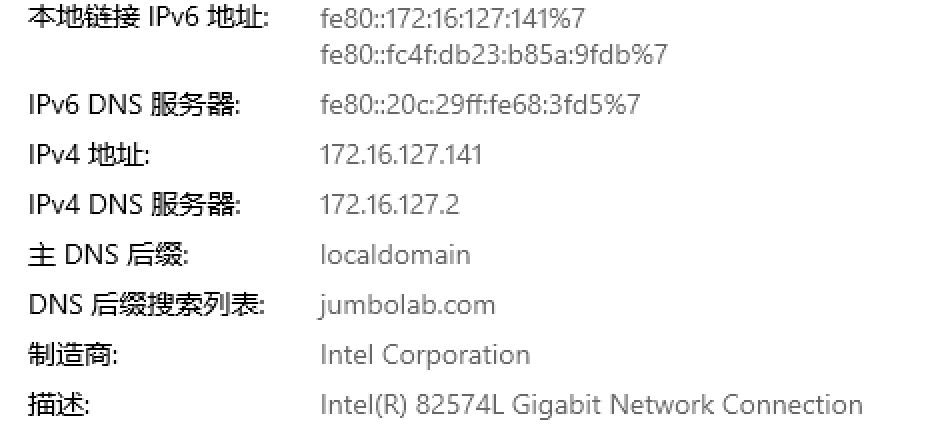 本地链接 IPv6 地址: fe80::172:16:127:141%7
fe80::fc4f:db23:b85a:9fdb%7
IPv6 DNS 服务器: fe80::20c:29ff:fe68:3fd5%7
IPv4 地址: 172.16.127.141
IPv4 DNS 服务器: 172.16.127.2
主 DNS 后缀: localdomain
DNS 后缀搜索列表: jumbolab.com
制造商: Intel Corporation
描述: Intel(R) 82574L Gigabit Network Connection